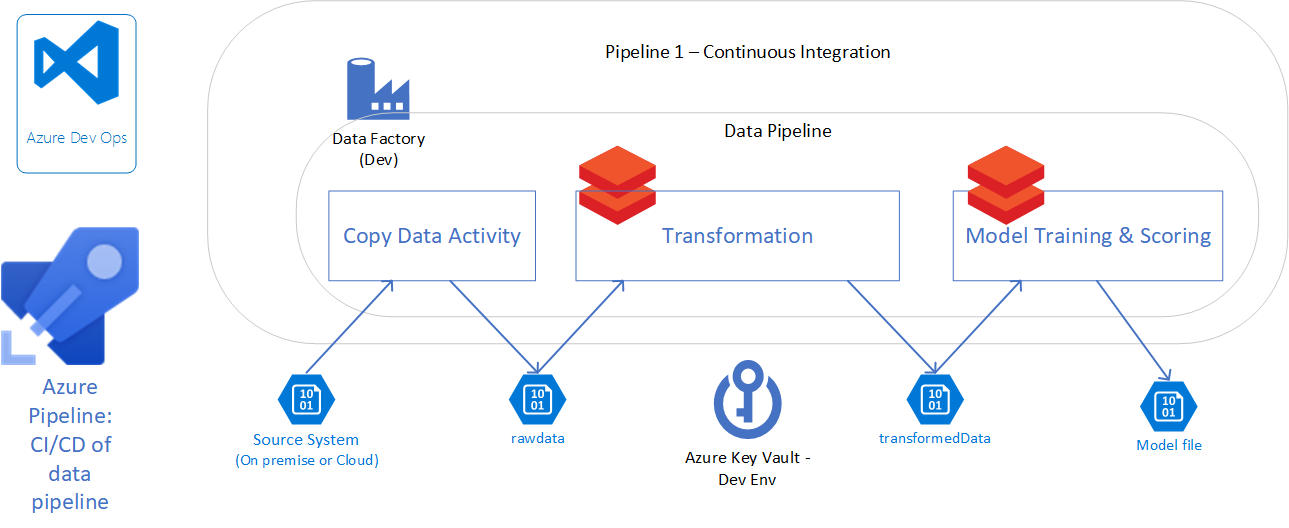 Azure Dev Ops
Azure
Pipeline:
CI/CD of
data
pipeline
Pipeline 1 – Continuous Integration
Data Factory
(Dev)
Data Pipeline
Copy Data Activity
Transformation
Model Training & Scoring
10
01
Source System
(On premise or Cloud)
10
01
rawdata
Azure Key Vault -
Dev Env
10
01
transformedData
10
01
Model file